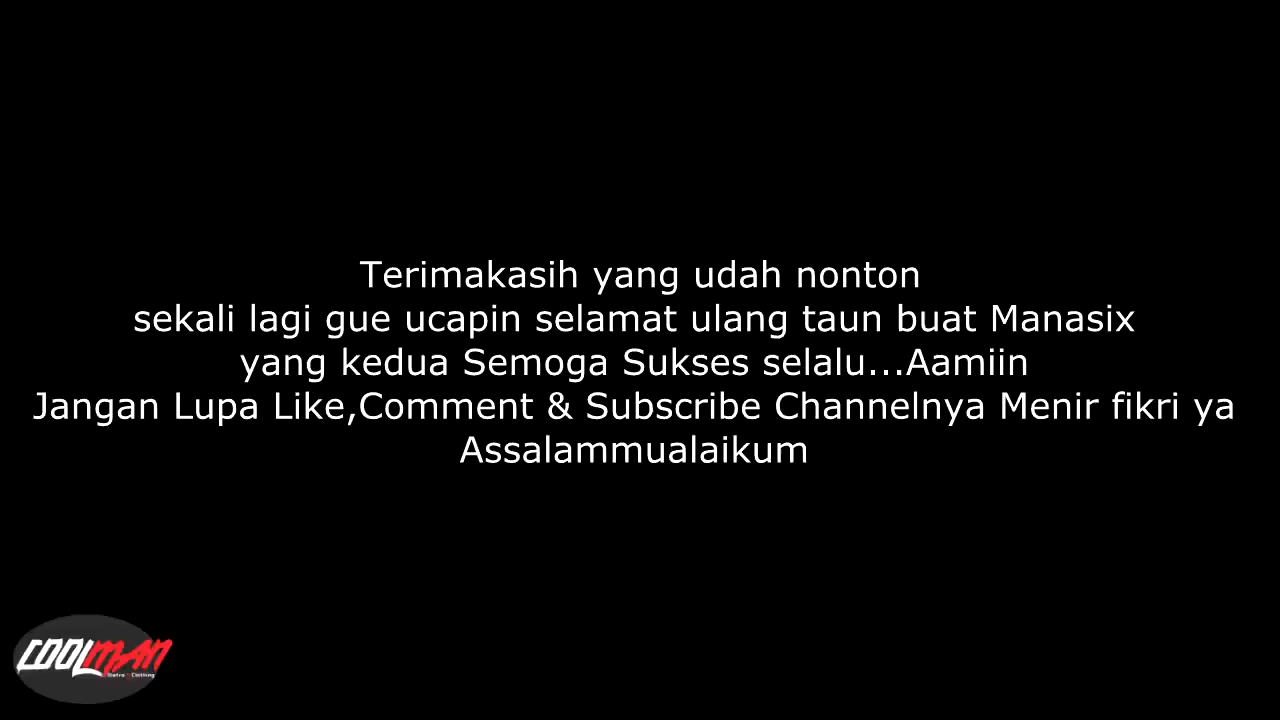 Terimakasih yang udah nonton
sekali lagi gue ucapin selamat ulang taun buat Manasix
yang kedua Semoga Sukses selalu...Aamiin
Jangan Lupa Like,Comment & Subscribe Channelnya Menir fikri ya
Assalammualaikum
COOLMAN